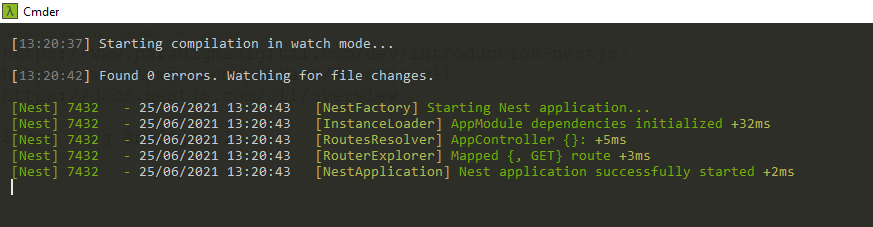 λ Cmder
[13:20:37] Starting compilation in watch mode...
[13:20:42] Found 0 errors. Watching for file changes.
[Nest] 7432   - 25/06/2021 13:20:43   [NestFactory] Starting Nest application...
[Nest] 7432   - 25/06/2021 13:20:43   [InstanceLoader] AppModule dependencies initialized +32ms
[Nest] 7432   - 25/06/2021 13:20:43   [RoutesResolver] AppController {}: +5ms
[Nest] 7432   - 25/06/2021 13:20:43   [RouterExplorer] Mapped {, GET} route +3ms
[Nest] 7432   - 25/06/2021 13:20:43   [NestApplication] Nest application successfully started +2ms